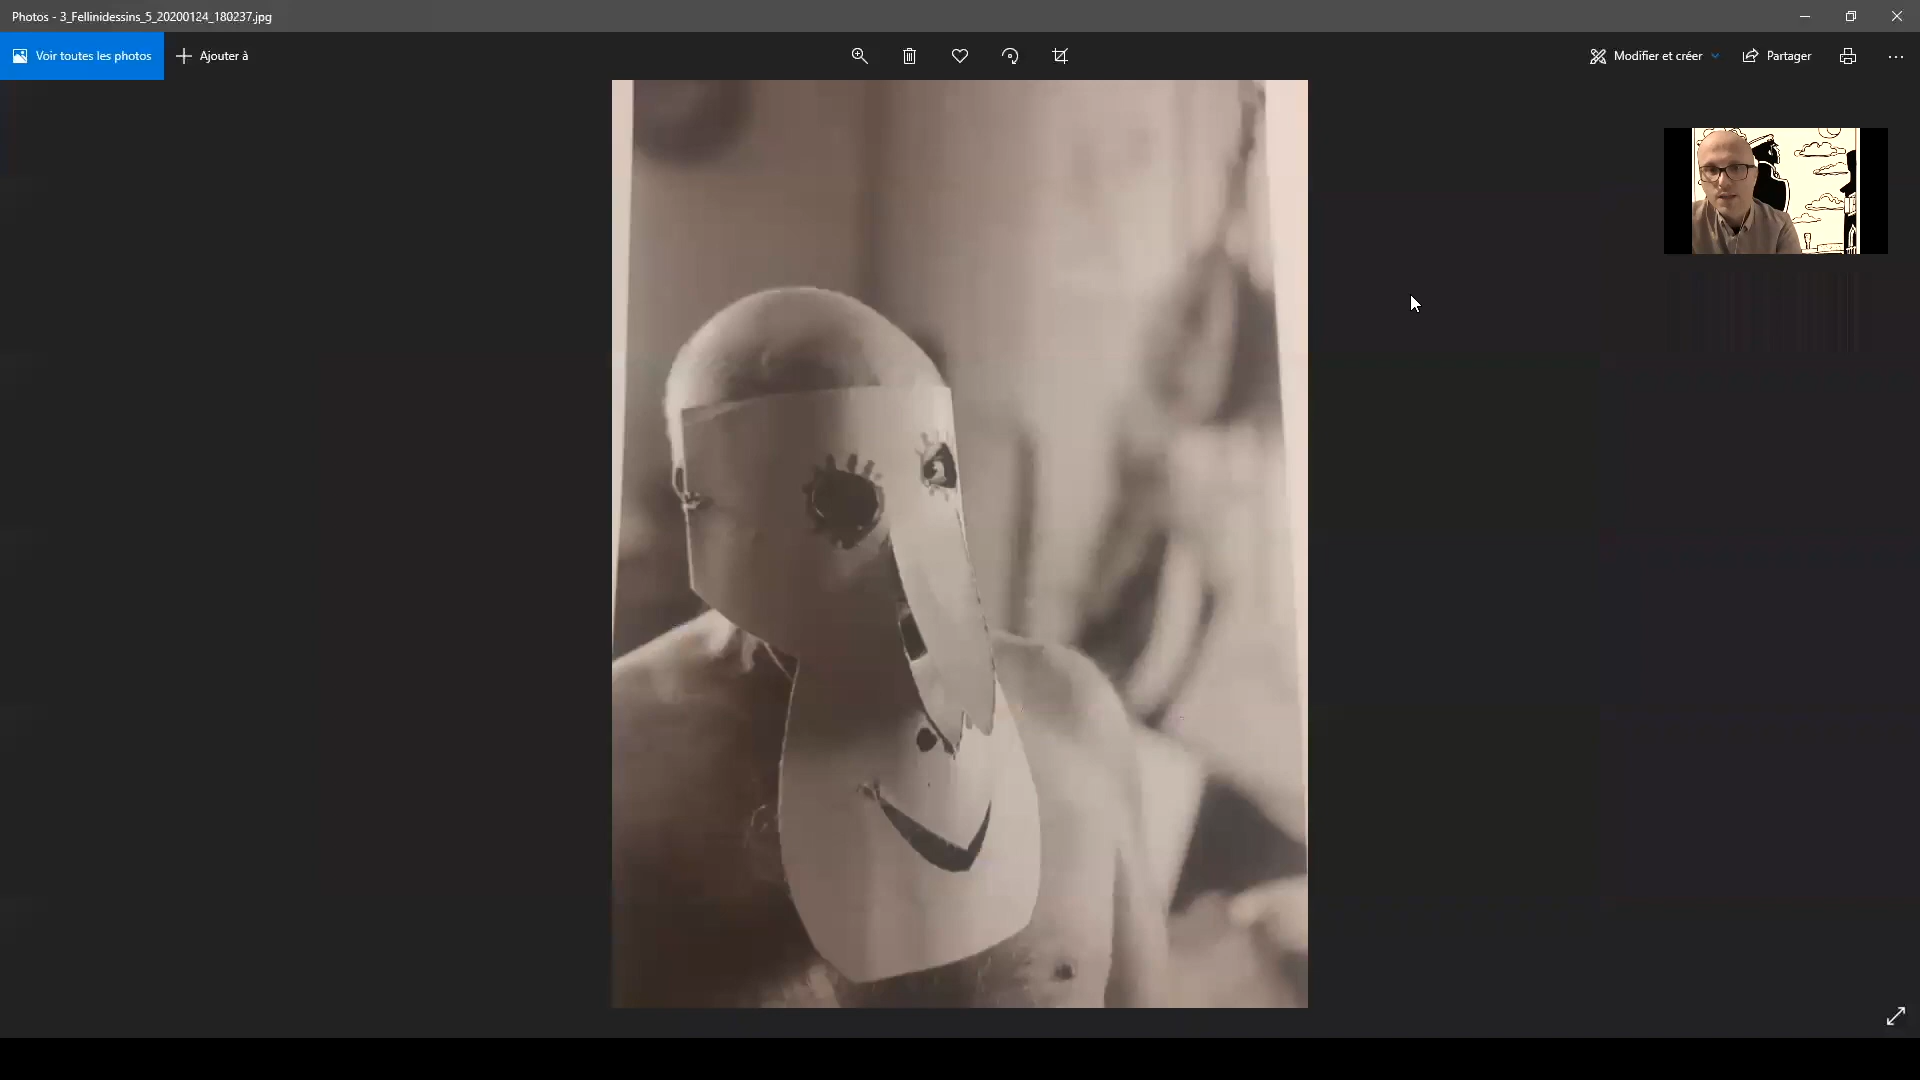 Photos - 3_Fellinidessins_5_20200124_180237.jpg
Voir toutes les photos
Ajouter à
Modifier et créer
Partager